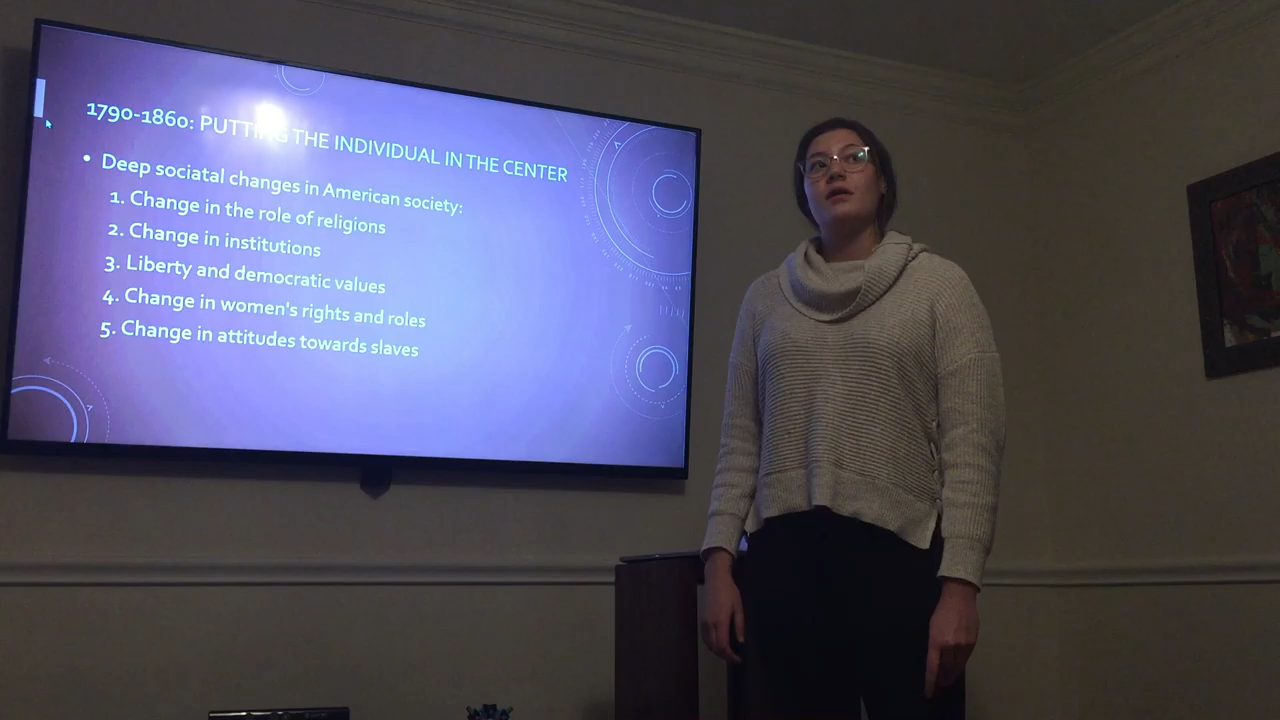 1790-1860: PUTTING THE INDIVIDUAL IN THE CENTER
• Deep sociatal changes in American society:
1. Change in the role of religions
2. Change in institutions
3. Liberty and democratic values
4. Change in women's rights and roles
5. Change in attitudes towards slaves